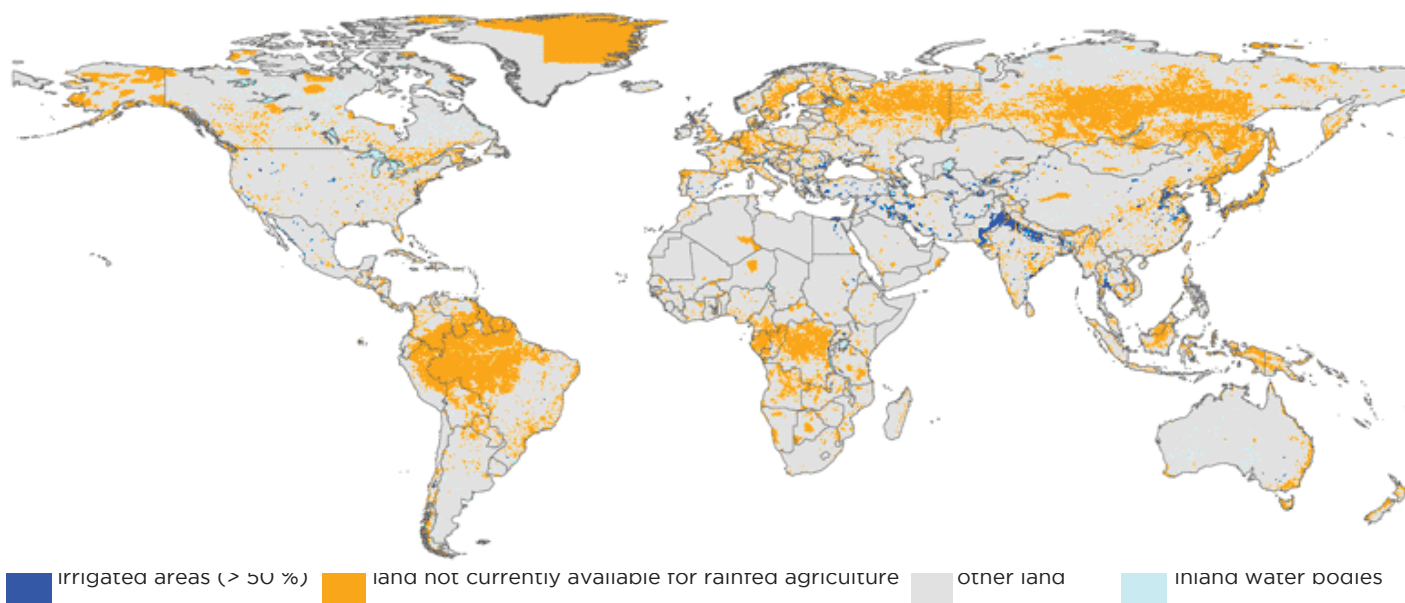 irrigated areas (> 50 %) land not currently available for rainfed agriculture other land inland water bodies